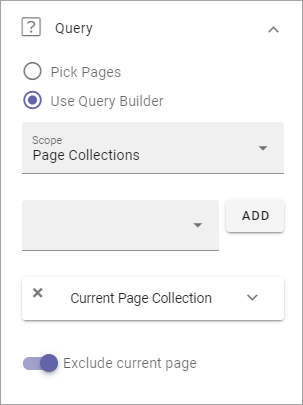 Query
Pick Pages
Use Query Builder
Scope
Page Collections
ADD
Current Page Collection
Exclude current page